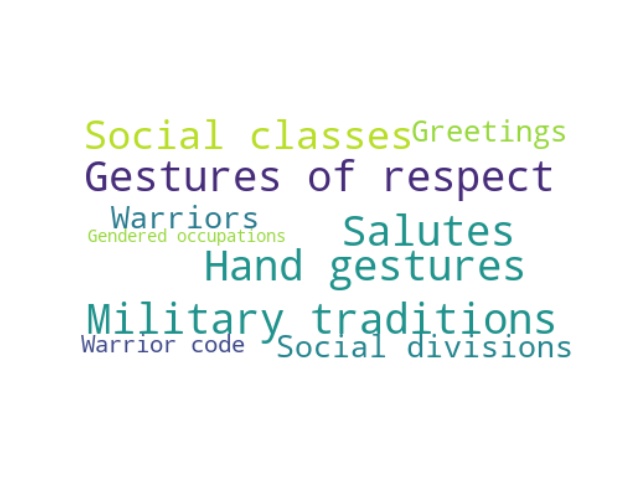 Social classes
Greetings
Gestures of respect
Warriors
Gendered occupations
Salutes
Hand gestures
Military traditions
Warrior code
Social divisions